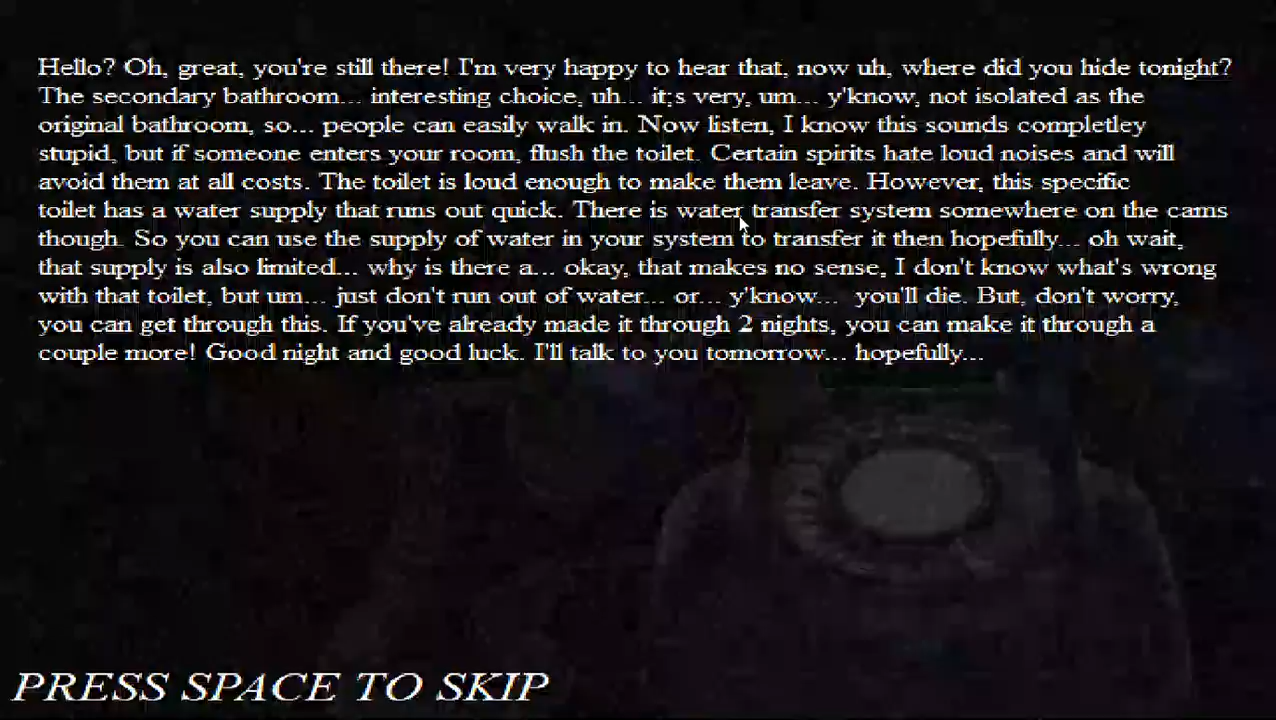 Hello? Oh, great, you're still there! I'm very happy to hear that, now uh, where did you hide tonight?
The secondary bathroom... interesting choice, uh... it;s very, um... y'know, not isolated as the
original bathroom, so... people can easily walk in. Now listen, I know this sounds completley
stupid, but if someone enters your room, flush the toilet. Certain spirits hate loud noises and will
avoid them at all costs. The toilet is loud enough to make them leave. However, this specific
toilet has a water supply that runs out quick. There is water transfer system somewhere on the cams
though. So you can use the supply of water in your system to transfer it then hopefully... oh wait,
that supply is also limited... why is there a... okay, that makes no sense, I don't know what's wrong
with that toilet, but um... just don't run out of water... or... y'know... you'll die. But, don't worry,
you can get through this. If you've already made it through 2 nights, you can make it through a
couple more! Good night and good luck. I'll talk to you tomorrow... hopefully...
PRESS SPACE TO SKIP